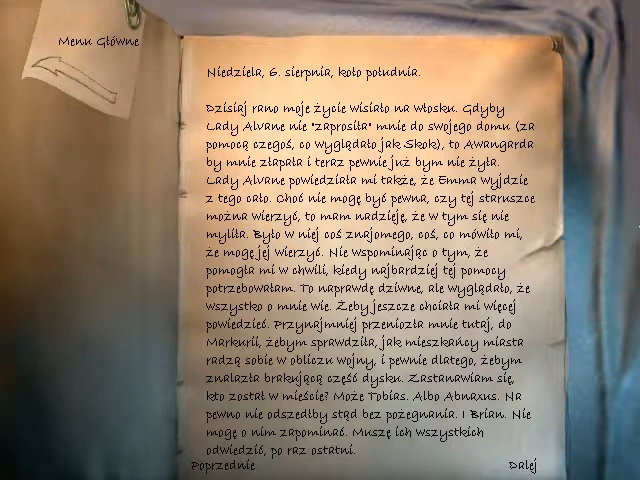 Menu Główne
Niedziela, 6. sierpnia, koło południa.
Dzisiaj rano moje życie wisiało na włosku. Gdyby
Lady Alvane nie "zaprosiła" mnie do swojego domu (za
pomocą czegoś, co wyglądało jak Skok), to Awangarda
by mnie złapała i teraz pewnie już bym nie żyła.
Lady Alvane powiedziała mi także, że Emma wyjdzie
z tego cało. Choć nie mogę być pewna, czy tej staruszce
można wierzyć, to mam nadzieję, że w tym się nie
myliła. Było w niej coś znajomego, coś, co mówiło mi,
że mogę jej wierzyć. Nie wspominając o tym, że
pomogła mi w chwili, kiedy najbardziej tej pomocy
potrzebowałam. To naprawdę dziwne, ale wyglądało, że
wszystko o mnie wie. Żeby jeszcze chciała mi więcej
powiedzieć. Przynajmniej przeniozła mnie tutaj, do
Markurii, żebym sprawdziła, jak mieszkańcy miasta
radzą sobie w obliczu wojny, i pewnie dlatego, żebym
znalazła brakującą część dysku. Zastanawiam się,
kto został w mieście? Może Tobias. Albo Abnaxus. Na
pewno nie odszedłby stąd bez pożegnania. I Brian. Nie
mogę o nim zapominać. Muszę ich wszystkich
odwiedzić, po raz ostatni.
Poprzednie
Dalej